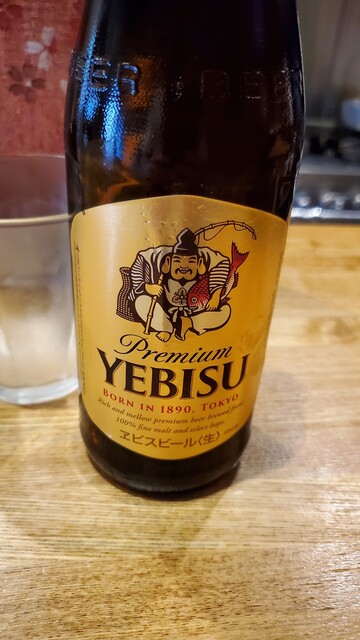 Premium
YEBISU
BORN IN 1890, TOKYO
Rich and mellow premium beer brewed from
100% fine malt and select hops.
ヱビスビール〈生〉